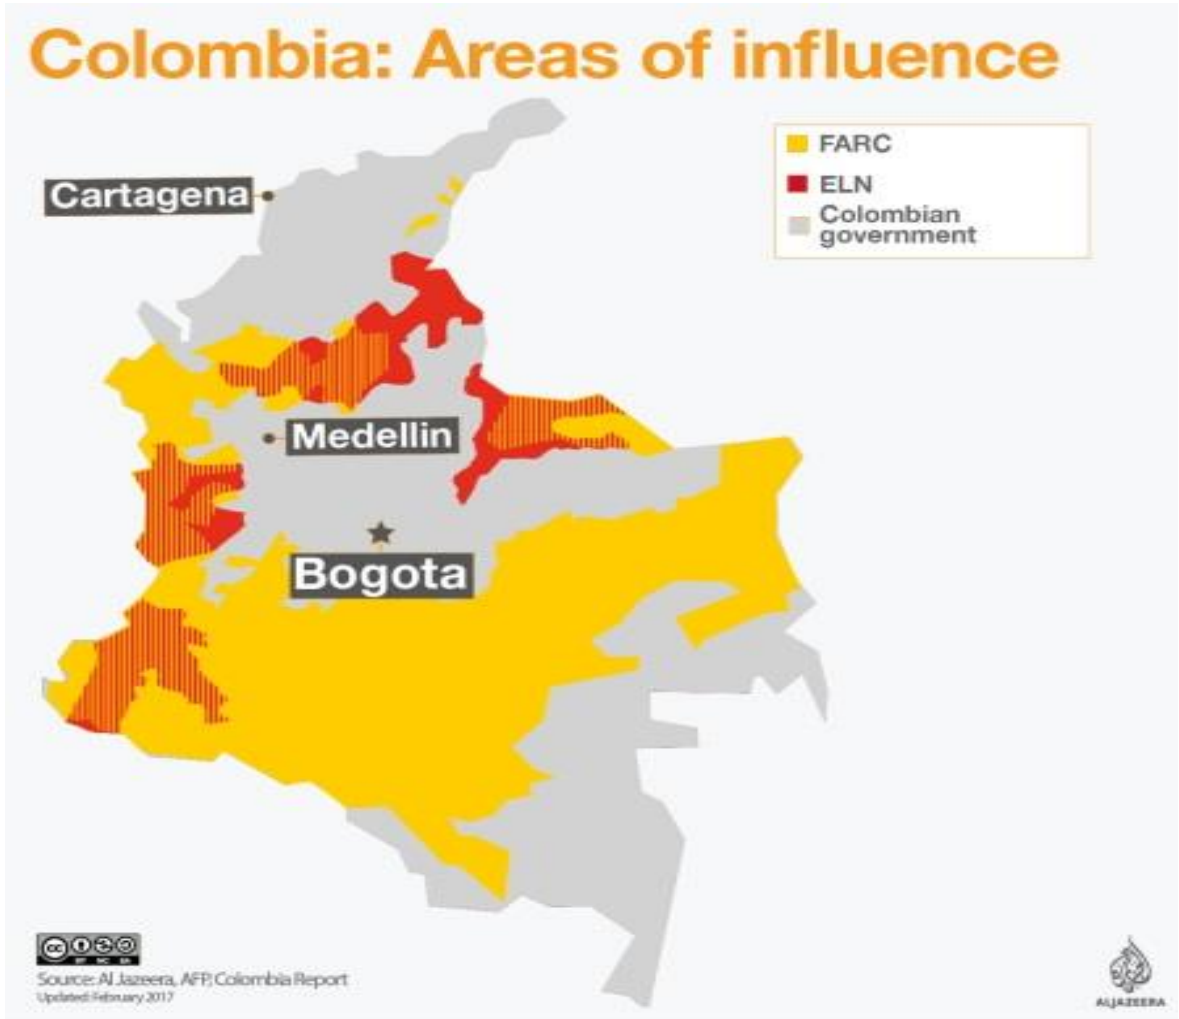 Colombia: Areas of influence
FARC
ELN
Colombian
government
Cartagena
Medellin
Bogota
cc
Source: Al Jazeera, AFP, Colombia Report
Updated: February 2017
ALJAZEERA